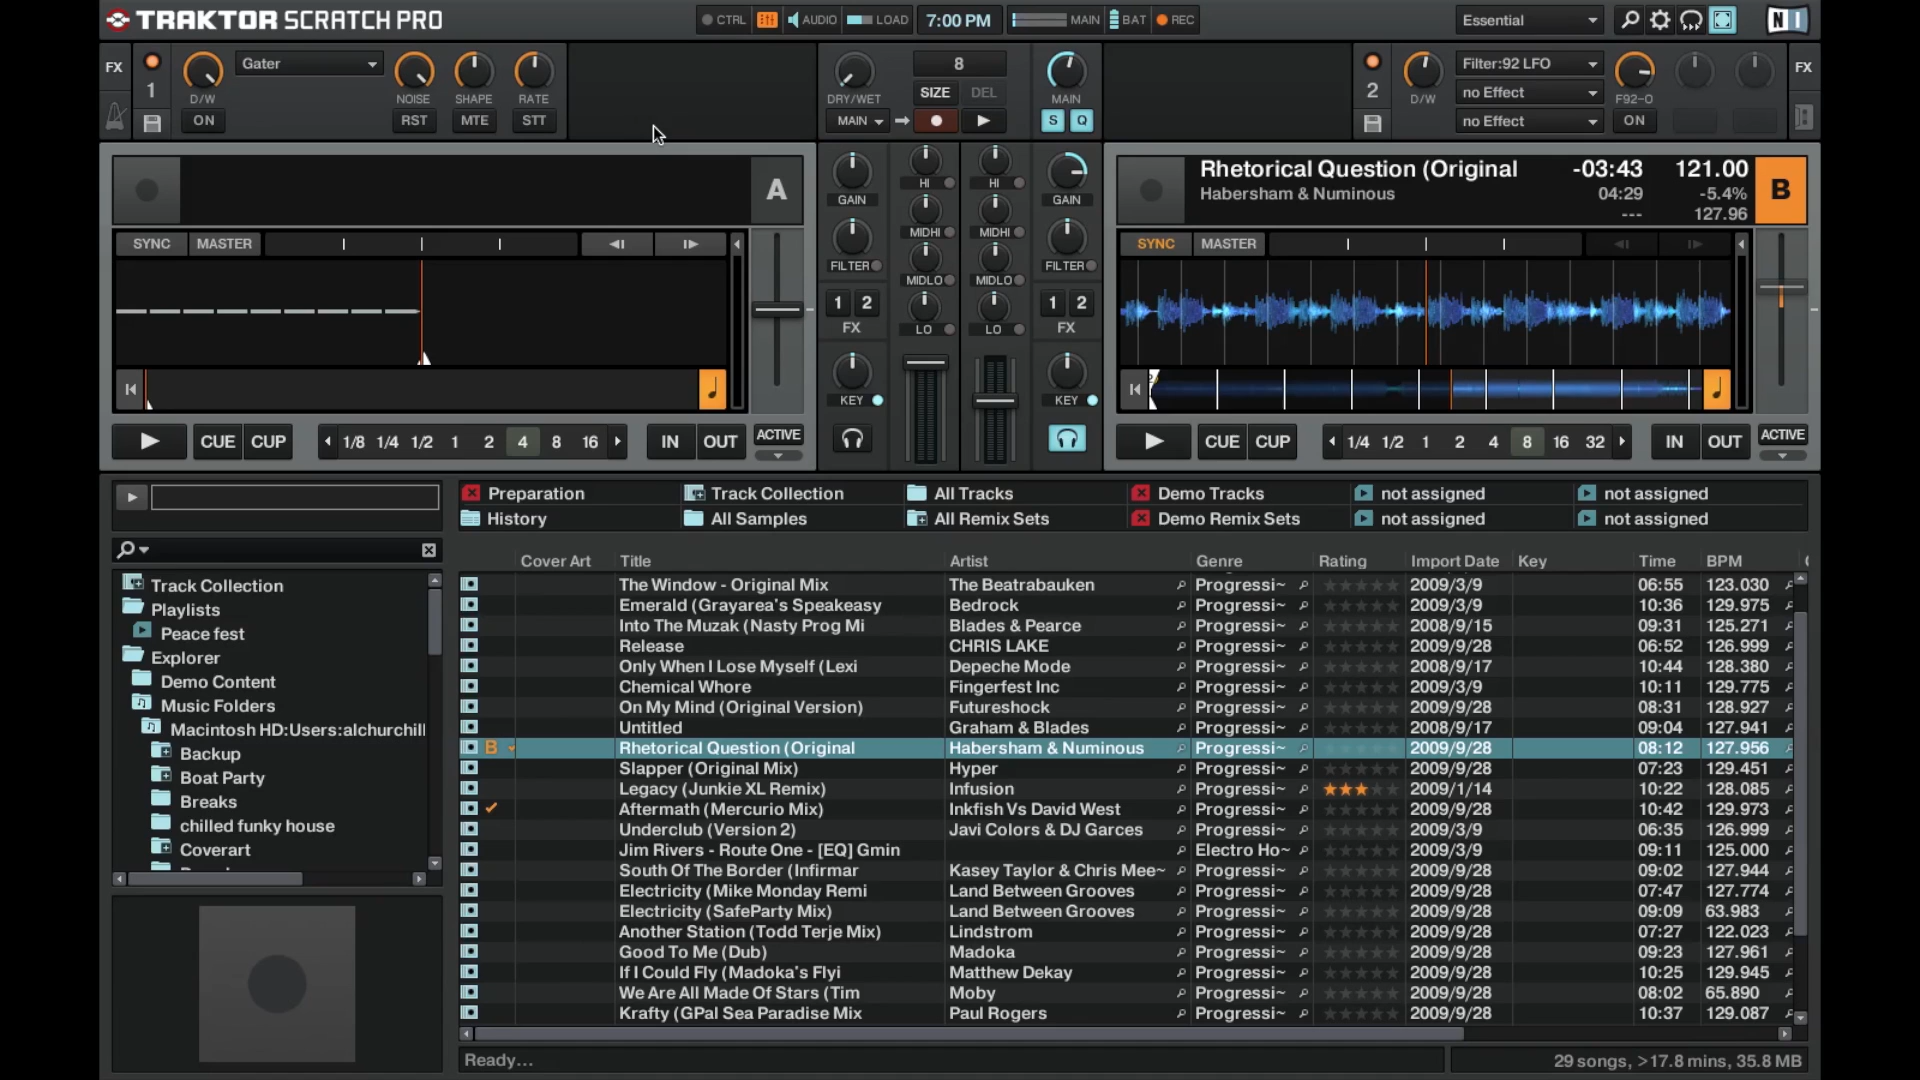 TRAKTOR SCRATCH PRO
CTRL AUDIO LOAD 7:00 PM MAIN BAT REC
Essential
NI
FX 1 D/W Gater NOISE SHAPE RATE
ON RST MTE STT
DRY/WET 8 MAIN
SIZE DEL
MAIN S Q
2 D/W Filter:92 LFO F92-O FX
no Effect
no Effect ON
A
SYNC MASTER
GAIN HI HI GAIN
MIDHI MIDHI
FILTER MIDLO MIDLO FILTER
1 2 LO LO 1 2
FX FX
KEY KEY
Rhetorical Question (Original -03:43 121.00 B
Habersham & Numinous 04:29 -5.4%
--- 127.96
SYNC MASTER
CUE CUP 1/8 1/4 1/2 1 2 4 8 16 IN OUT ACTIVE
CUE CUP 1/4 1/2 1 2 4 8 16 32 IN OUT ACTIVE
Preparation Track Collection All Tracks Demo Tracks not assigned not assigned
History All Samples All Remix Sets Demo Remix Sets not assigned not assigned
Track Collection
Playlists
Peace fest
Explorer
Demo Content
Music Folders
Macintosh HD:Users:alchurchill
Backup
Boat Party
Breaks
chilled funky house
Coverart
Cover Art Title Artist Genre Rating Import Date Key Time BPM
The Window - Original Mix The Beatrabauken Progressi~ 2009/3/9 06:55 123.030
Emerald (Grayarea's Speakeasy Bedrock Progressi~ 2009/3/9 10:36 129.975
Into The Muzak (Nasty Prog Mi Blades & Pearce Progressi~ 2008/9/15 09:31 125.271
Release CHRIS LAKE Progressi~ 2009/9/28 06:52 126.999
Only When I Lose Myself (Lexi Depeche Mode Progressi~ 2008/9/17 10:44 128.380
Chemical Whore Fingerfest Inc Progressi~ 2009/3/9 10:11 129.775
On My Mind (Original Version) Futureshock Progressi~ 2009/9/28 08:31 128.927
Untitled Graham & Blades Progressi~ 2008/9/17 09:04 127.941
B Rhetorical Question (Original Habersham & Numinous Progressi~ 2009/9/28 08:12 127.956
Slapper (Original Mix) Hyper Progressi~ 2009/9/28 07:23 129.451
Legacy (Junkie XL Remix) Infusion Progressi~ 2009/1/14 10:22 128.085
Aftermath (Mercurio Mix) Inkfish Vs David West Progressi~ 2009/9/28 10:42 129.973
Underclub (Version 2) Javi Colors & DJ Garces Progressi~ 2009/3/9 06:35 126.999
Jim Rivers - Route One - [EQ] Gmin Electro Ho~ 2009/3/9 09:11 125.000
South Of The Border (Infirmar Kasey Taylor & Chris Mee~ Progressi~ 2009/9/28 09:02 127.944
Electricity (Mike Monday Remi Land Between Grooves Progressi~ 2009/9/28 07:47 127.774
Electricity (SafeParty Mix) Land Between Grooves Progressi~ 2009/9/28 09:09 63.983
Another Station (Todd Terje Mix) Lindstrom Progressi~ 2009/9/28 07:27 122.023
Good To Me (Dub) Madoka Progressi~ 2009/9/28 09:23 127.961
If I Could Fly (Madoka's Flyi Matthew Dekay Progressi~ 2009/9/28 10:25 129.945
We Are All Made Of Stars (Tim Moby Progressi~ 2009/9/28 08:02 65.890
Krafty (GPal Sea Paradise Mix Paul Rogers Progressi~ 2009/9/28 10:37 129.087
Ready... 29 songs, >17.8 mins, 35.8 MB